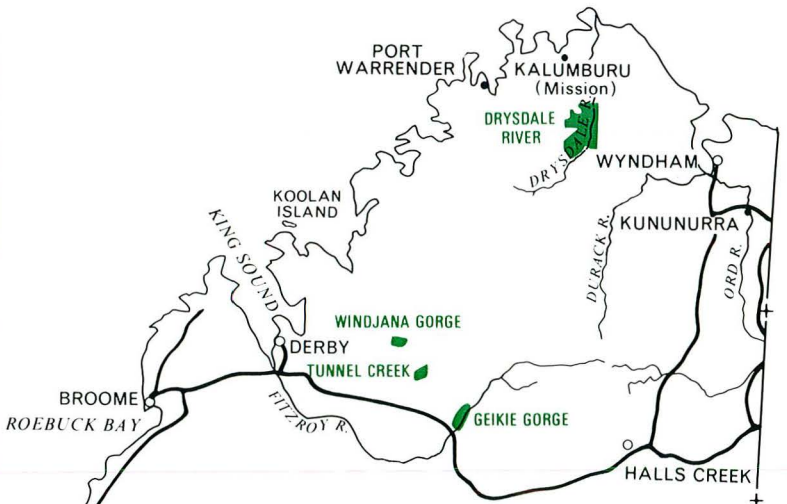 PORT
WARRENDER
KALUMBURU
(Mission)
DRYSDALE
RIVER
DRYSDALE R.
WYNDHAM
KOOLAN
ISLAND
KING SOUND
DURACK R.
KUNUNURRA
ORD R.
WINDJANA GORGE
DERBY
TUNNEL CREEK
BROOME
ROEBUCK BAY
FITZROY R.
GEIKIE GORGE
HALLS CREEK